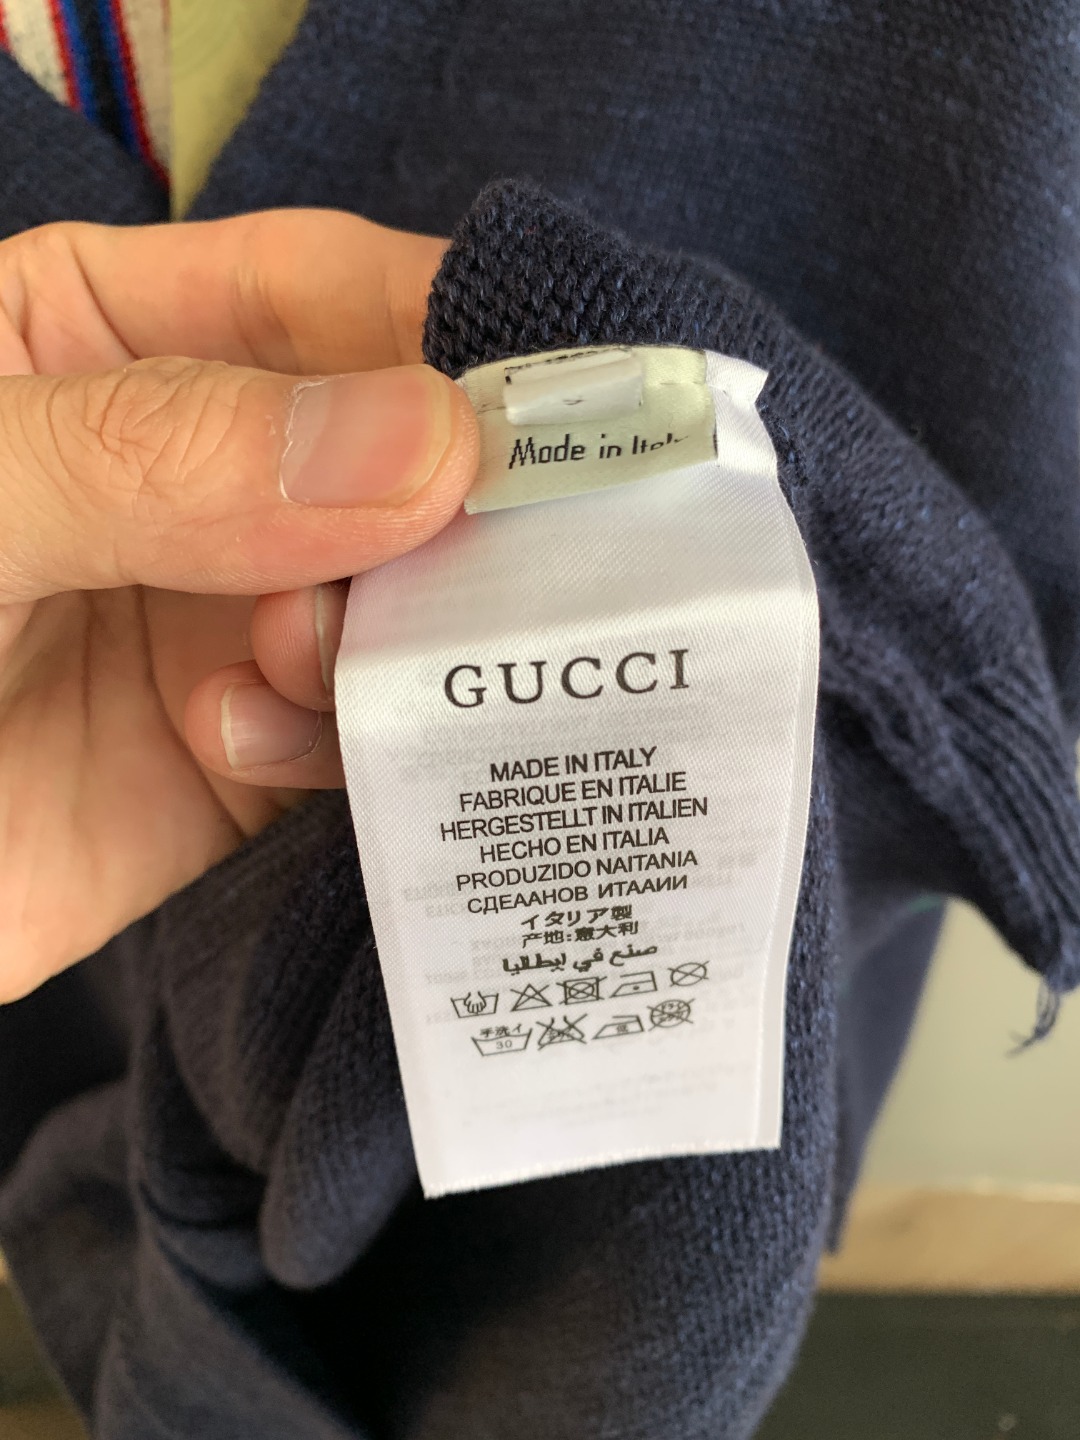 Made in Italy
GUCCI
MADE IN ITALY
FABRIQUE EN ITALIE
HERGESTELLT IN ITALIEN
HECHO EN ITALIA
PRODUZIDO NAITANIA
СДЕААНОВ ИТААИИ
イタリア製
产地:意大利
صنع في ليطاليا
手洗イ
30